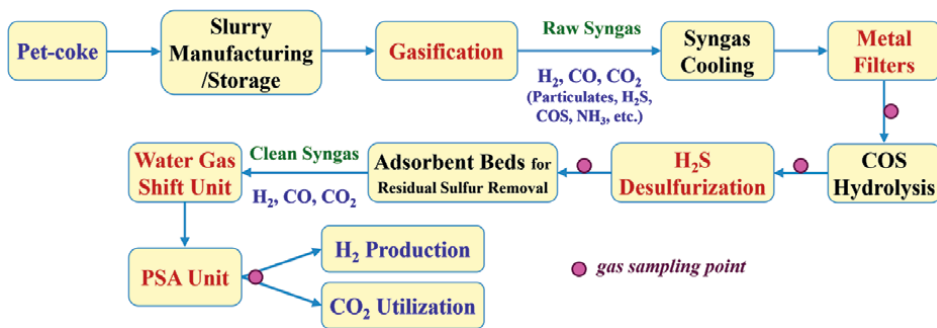 Pet-coke
Slurry
Manufacturing
/Storage
Gasification
Raw Syngas
H₂, CO, CO₂
(Particulates, H₂S,
COS, NH₃, etc.)
Syngas
Cooling
Metal
Filters
COS
Hydrolysis
H₂S
Desulfurization
Adsorbent Beds for
Residual Sulfur Removal
Clean Syngas
H₂, CO, CO₂
Water Gas
Shift Unit
PSA Unit
H₂ Production
CO₂ Utilization
gas sampling point